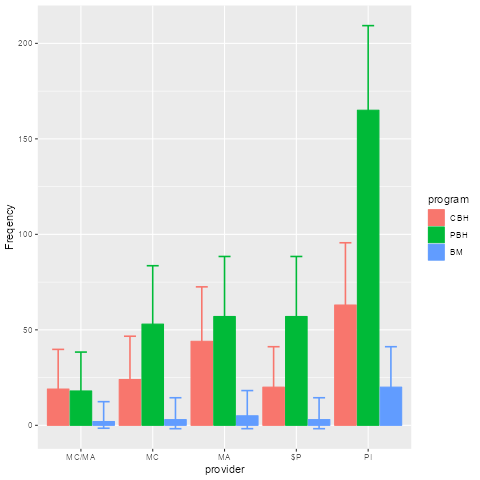 200
150
100
50
0
Freqency
MC/MA MC MA SP PI
provider
program
CBH
PBH
BM